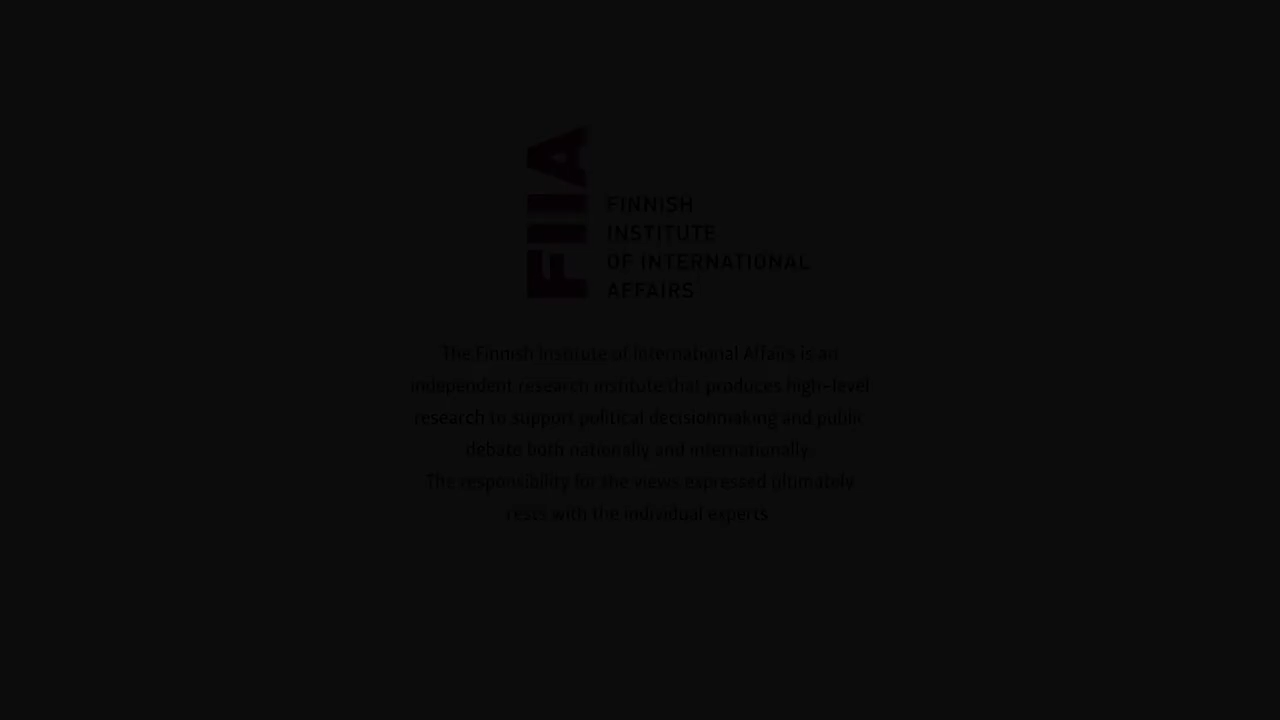 FIIA
FINNISH
INSTITUTE
OF INTERNATIONAL
AFFAIRS
The Finnish Institute of International Affairs is an
independent research institute that produces high-level
research to support political decisionmaking and public
debate both nationally and internationally.
The responsibility for the views expressed ultimately
rests with the individual experts.